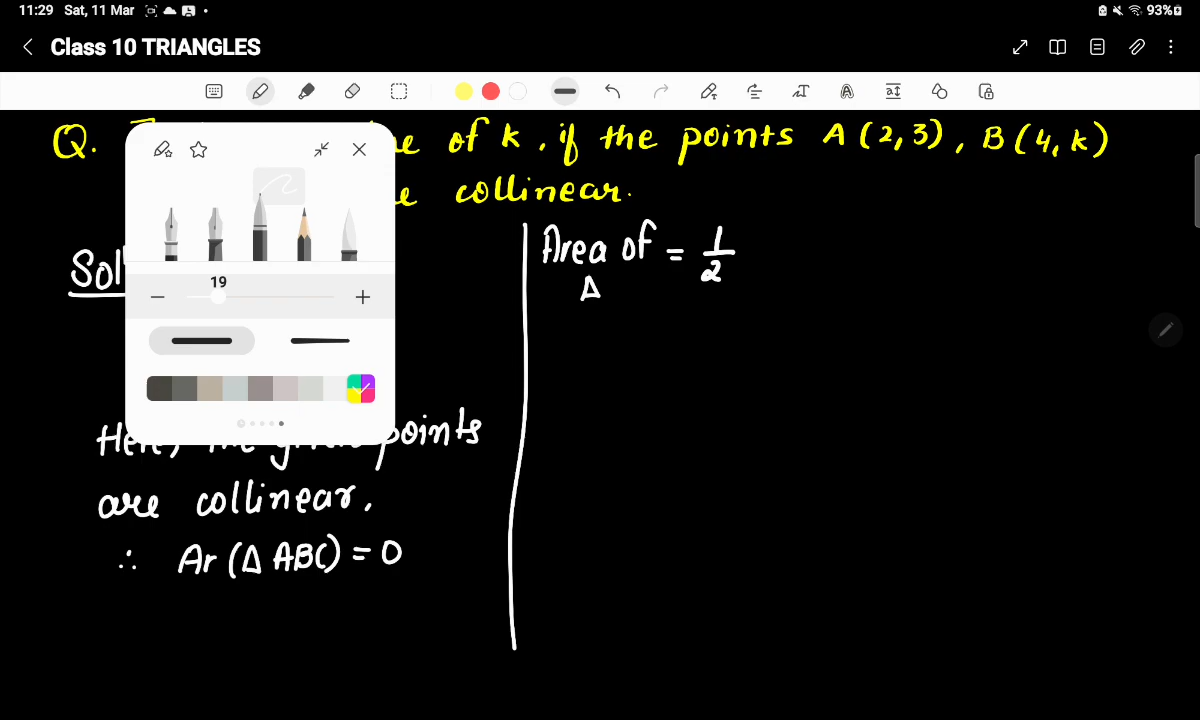 11:29 Sat, 11 Mar 93%
Class 10 TRIANGLES
Q. of k, if the points A (2, 3), B (4, k)
collinear.
19
Area of = 1/2
Δ
points
are collinear.
∴ Ar (Δ ABC) = 0